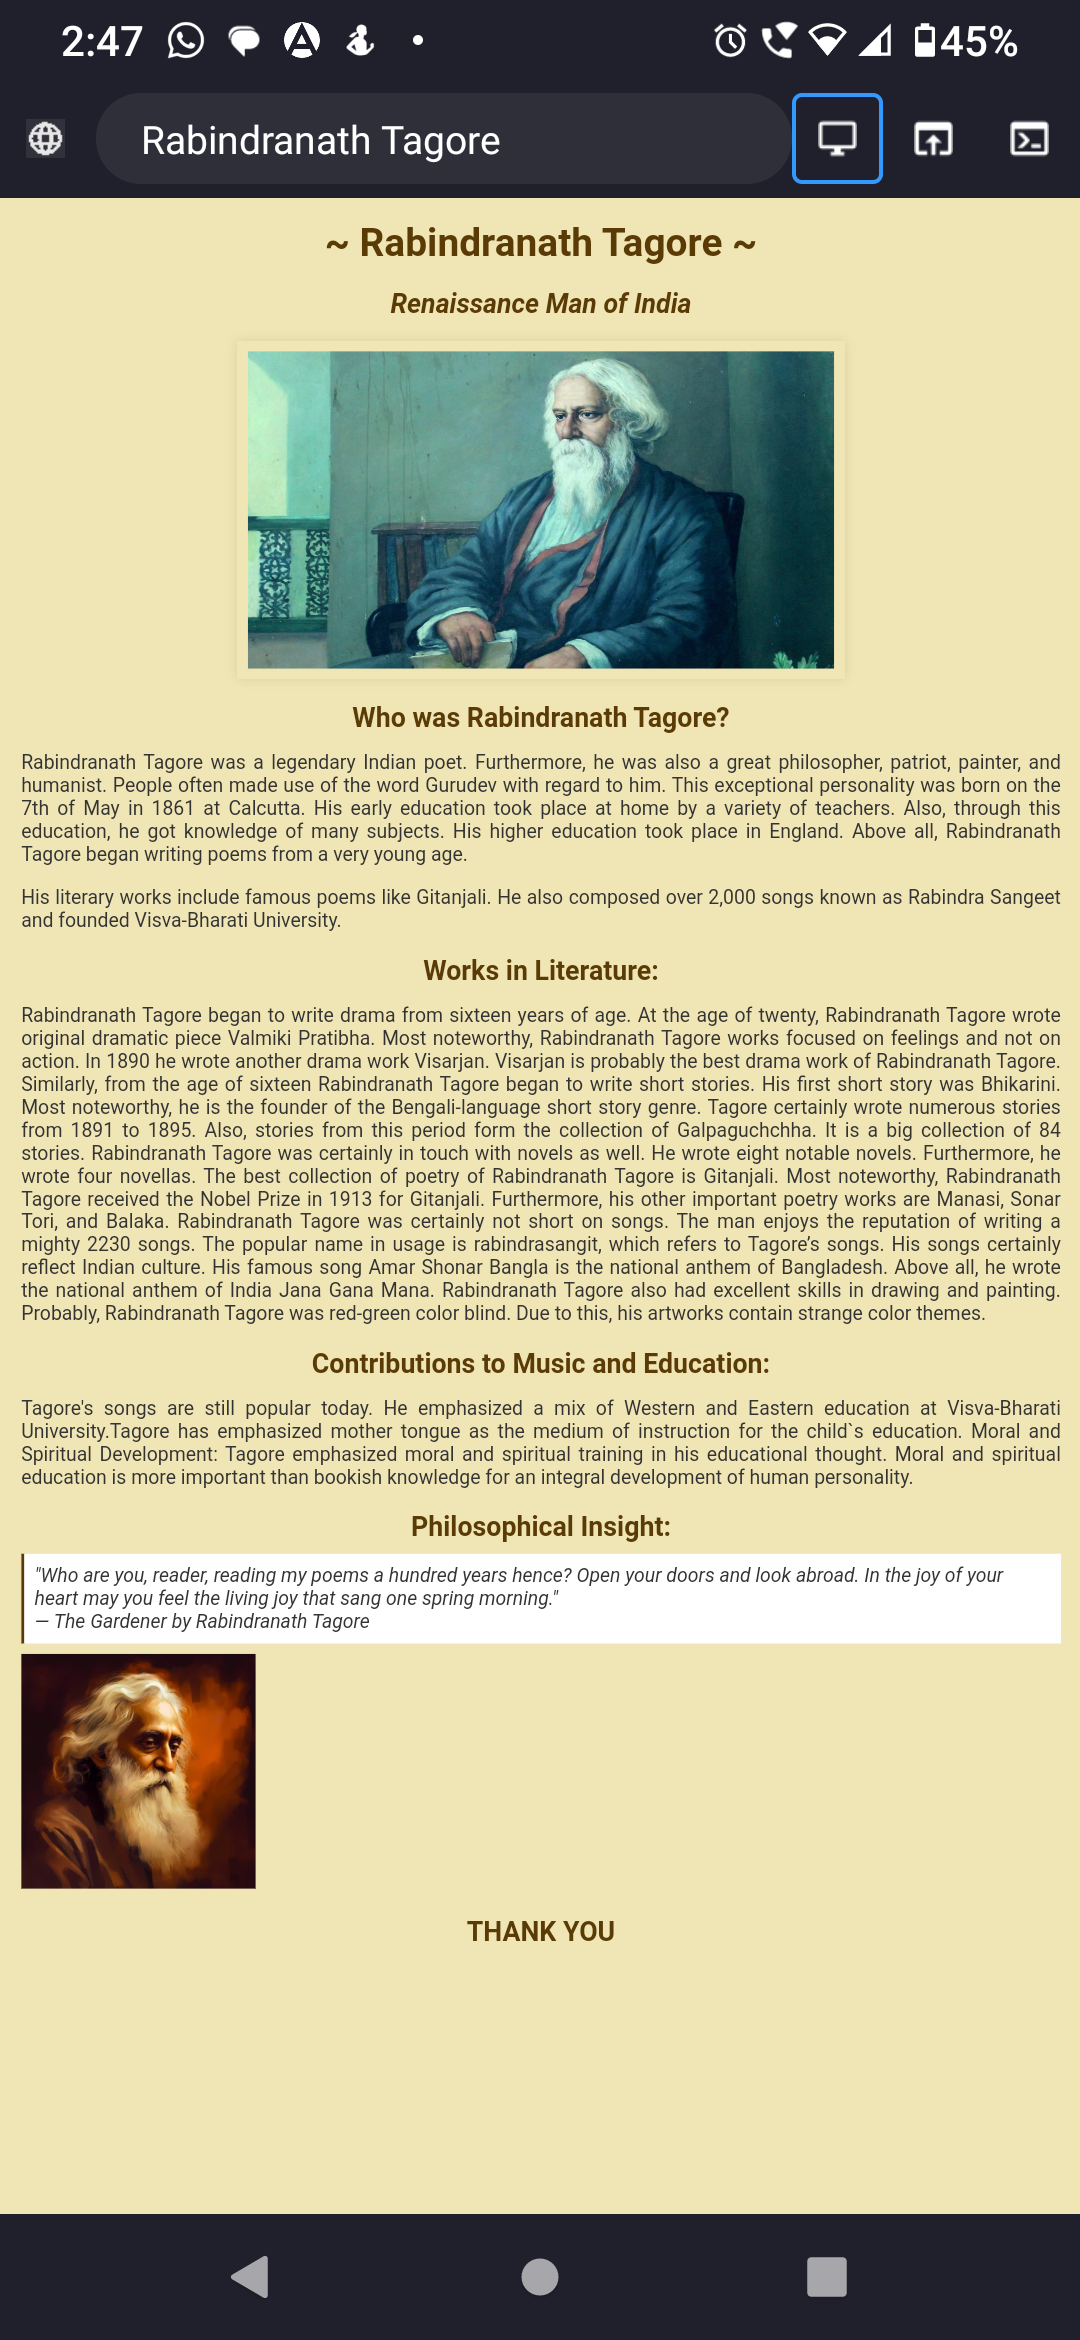 2:47
45%
Rabindranath Tagore
~ Rabindranath Tagore ~
Renaissance Man of India
Who was Rabindranath Tagore?
Rabindranath Tagore was a legendary Indian poet. Furthermore, he was also a great philosopher, patriot, painter, and
humanist. People often made use of the word Gurudev with regard to him. This exceptional personality was born on the
7th of May in 1861 at Calcutta. His early education took place at home by a variety of teachers. Also, through this
education, he got knowledge of many subjects. His higher education took place in England. Above all, Rabindranath
Tagore began writing poems from a very young age.
His literary works include famous poems like Gitanjali. He also composed over 2,000 songs known as Rabindra Sangeet
and founded Visva-Bharati University.
Works in Literature:
Rabindranath Tagore began to write drama from sixteen years of age. At the age of twenty, Rabindranath Tagore wrote
original dramatic piece Valmiki Pratibha. Most noteworthy, Rabindranath Tagore works focused on feelings and not on
action. In 1890 he wrote another drama work Visarjan. Visarjan is probably the best drama work of Rabindranath Tagore.
Similarly, from the age of sixteen Rabindranath Tagore began to write short stories. His first short story was Bhikarini.
Most noteworthy, he is the founder of the Bengali-language short story genre. Tagore certainly wrote numerous stories
from 1891 to 1895. Also, stories from this period form the collection of Galpaguchchha. It is a big collection of 84
stories. Rabindranath Tagore was certainly in touch with novels as well. He wrote eight notable novels. Furthermore, he
wrote four novellas. The best collection of poetry of Rabindranath Tagore is Gitanjali. Most noteworthy, Rabindranath
Tagore received the Nobel Prize in 1913 for Gitanjali. Furthermore, his other important poetry works are Manasi, Sonar
Tori, and Balaka. Rabindranath Tagore was certainly not short on songs. The man enjoys the reputation of writing a
mighty 2230 songs. The popular name in usage is rabindrasangit, which refers to Tagore’s songs. His songs certainly
reflect Indian culture. His famous song Amar Shonar Bangla is the national anthem of Bangladesh. Above all, he wrote
the national anthem of India Jana Gana Mana. Rabindranath Tagore also had excellent skills in drawing and painting.
Probably, Rabindranath Tagore was red-green color blind. Due to this, his artworks contain strange color themes.
Contributions to Music and Education:
Tagore's songs are still popular today. He emphasized a mix of Western and Eastern education at Visva-Bharati
University.Tagore has emphasized mother tongue as the medium of instruction for the child`s education. Moral and
Spiritual Development: Tagore emphasized moral and spiritual training in his educational thought. Moral and spiritual
education is more important than bookish knowledge for an integral development of human personality.
Philosophical Insight:
"Who are you, reader, reading my poems a hundred years hence? Open your doors and look abroad. In the joy of your
heart may you feel the living joy that sang one spring morning."
— The Gardener by Rabindranath Tagore
THANK YOU